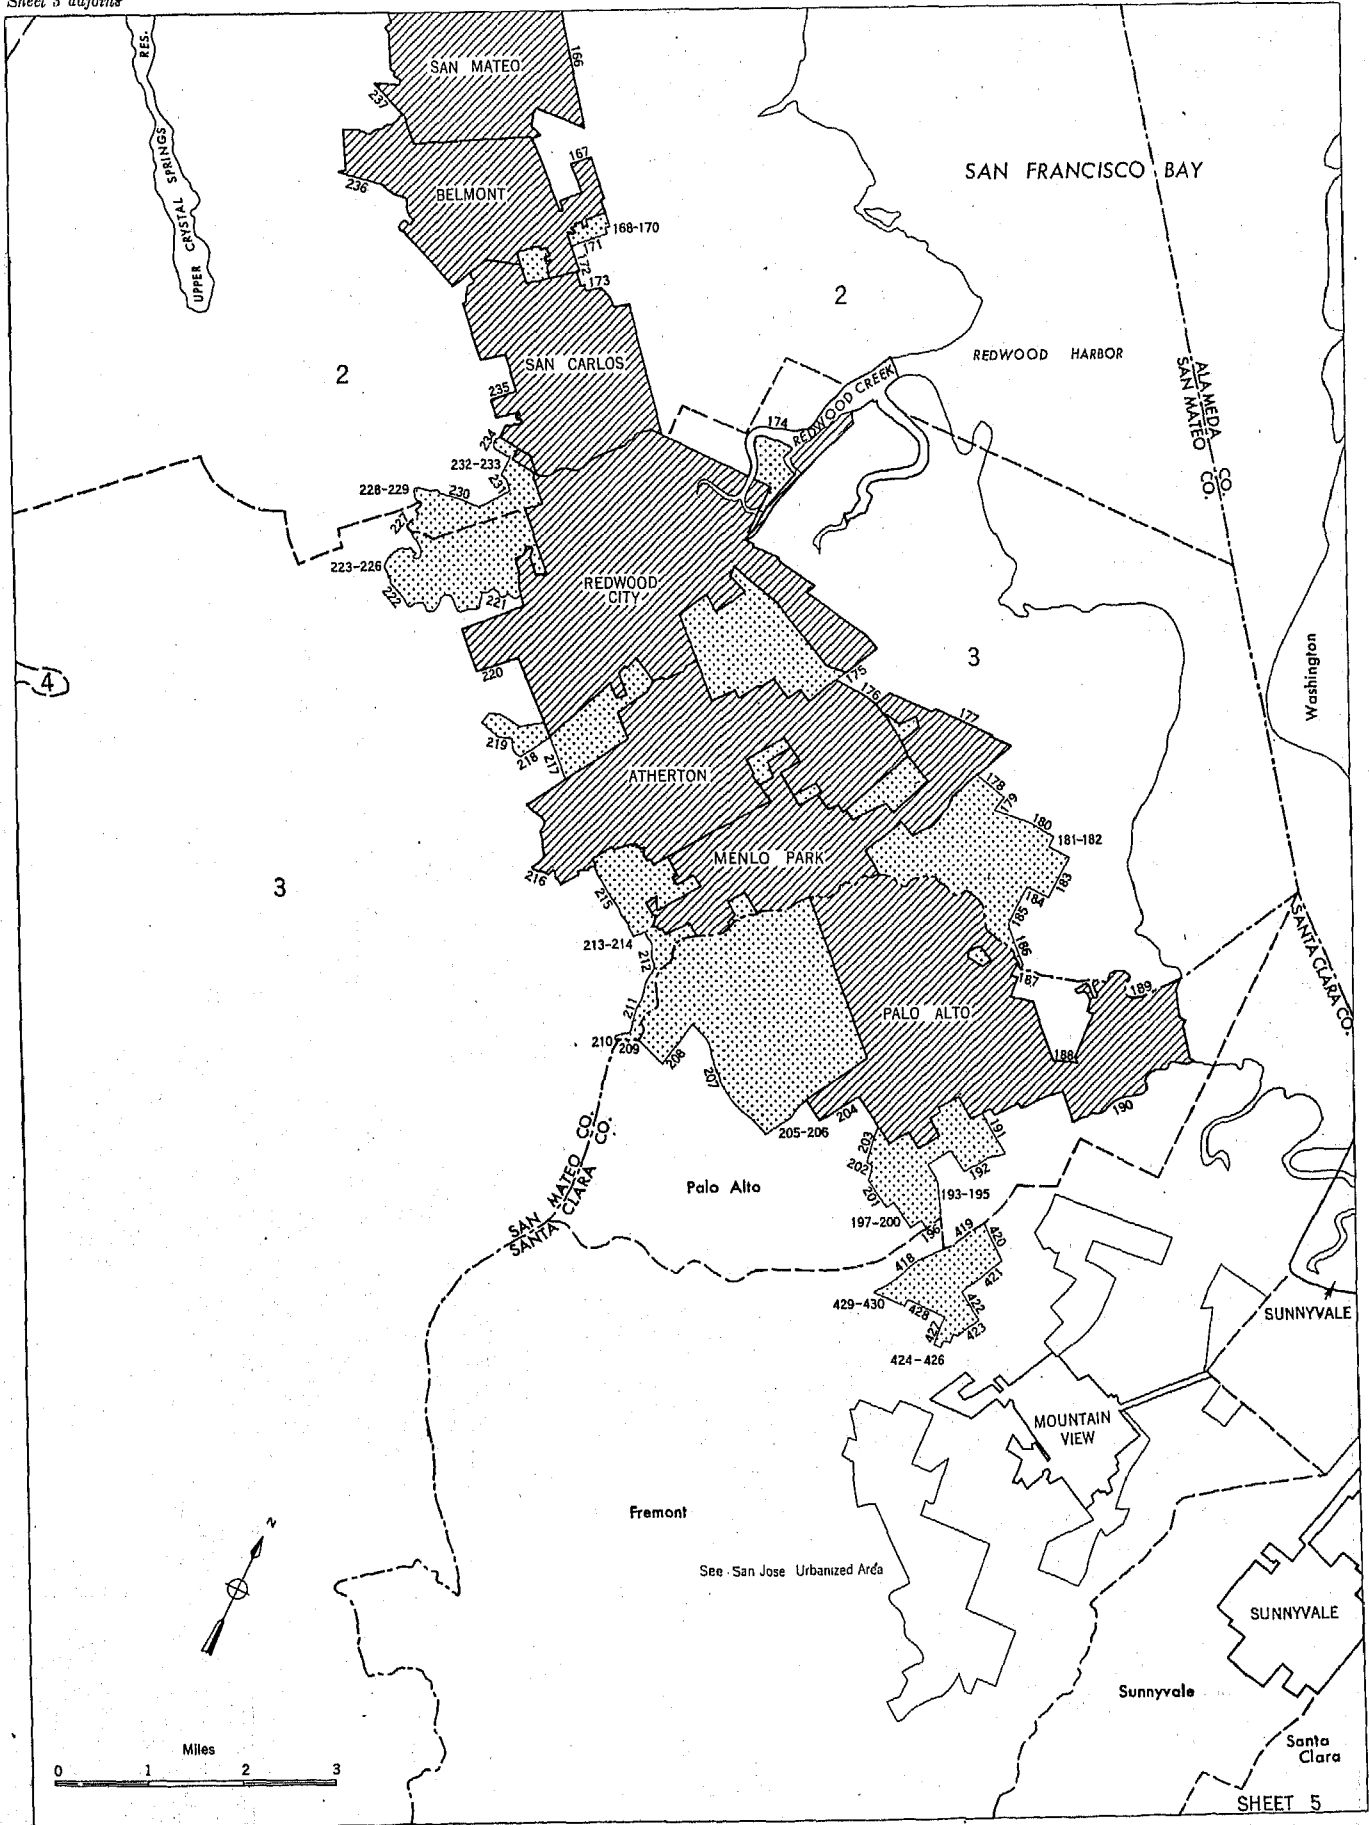 Sheet 3 adjoins
RES.
UPPER CRYSTAL SPRINGS
SAN MATEO
166
237
236
BELMONT
167
168-170
171
172
173
SAN FRANCISCO BAY
2
2
SAN CARLOS
235
234
232-233
231
230
228-229
227
223-226
222
221
REDWOOD HARBOR
REDWOOD CREEK
174
ALAMEDA CO.
SAN MATEO CO.
REDWOOD
CITY
220
4
3
Washington
175
176
177
219
218
217
ATHERTON
178
179
180
181-182
183
184
185
186
187
188
189
190
MENLO PARK
216
215
213-214
212
211
210
209
208
207
3
PALO ALTO
SANTA CLARA CO.
205-206
204
203
202
201
197-200
196
193-195
192
191
SAN MATEO CO.
SANTA CLARA CO.
Palo Alto
418
419
420
421
422
423
424-426
427
428
429-430
SUNNYVALE
MOUNTAIN
VIEW
Fremont
See San Jose Urbanized Area
N
SUNNYVALE
Sunnyvale
Santa
Clara
Miles
0 1 2 3
SHEET 5